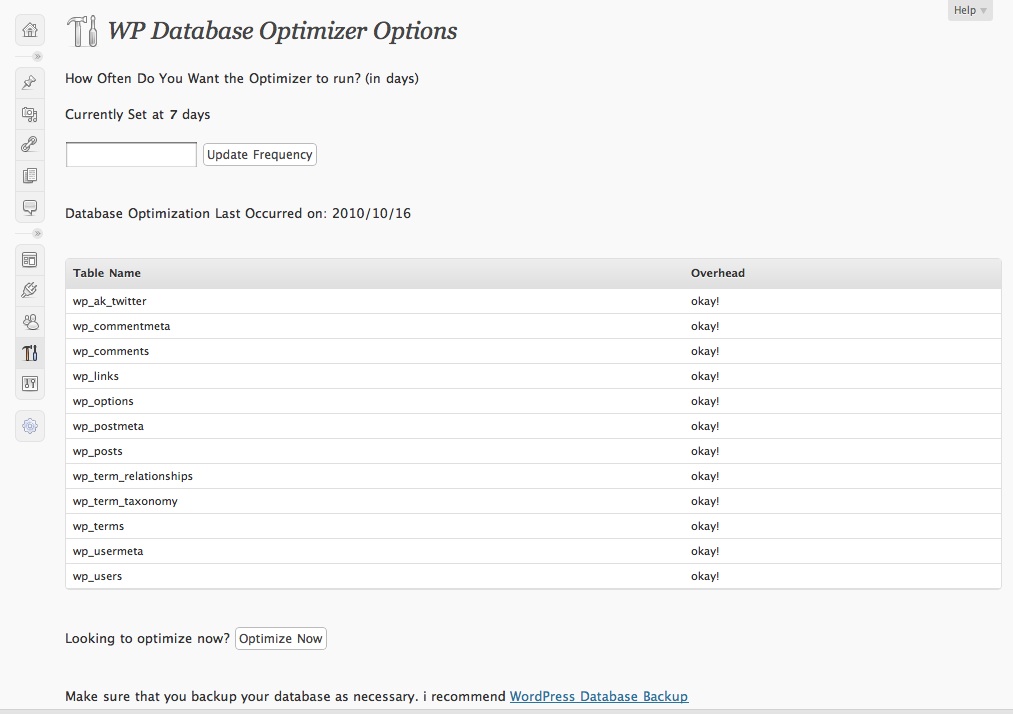 Help
WP Database Optimizer Options
How Often Do You Want the Optimizer to run? (in days)
Currently Set at 7 days
Update Frequency
Database Optimization Last Occurred on: 2010/10/16
Table Name Overhead
wp_ak_twitter okay!
wp_commentmeta okay!
wp_comments okay!
wp_links okay!
wp_options okay!
wp_postmeta okay!
wp_posts okay!
wp_term_relationships okay!
wp_term_taxonomy okay!
wp_terms okay!
wp_usermeta okay!
wp_users okay!
Looking to optimize now? Optimize Now
Make sure that you backup your database as necessary. i recommend WordPress Database Backup